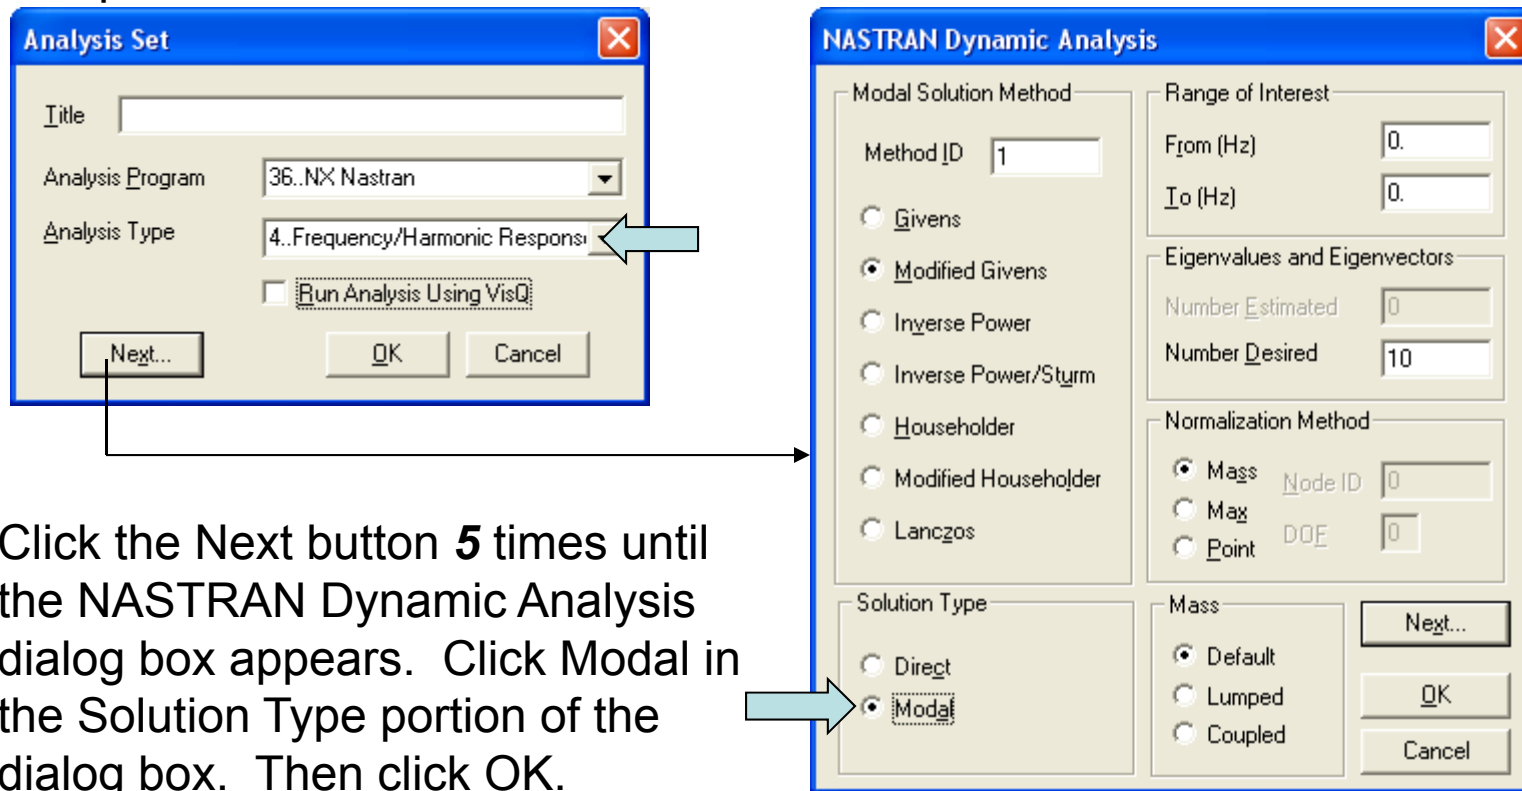 Analysis Set
Title
Analysis Program
36..NX Nastran
Analysis Type
4..Frequency/Harmonic Respons
Run Analysis Using VisQ
Next...
OK
Cancel
Click the Next button 5 times until
the NASTRAN Dynamic Analysis
dialog box appears.  Click Modal in
the Solution Type portion of the
dialog box.  Then click OK.
NASTRAN Dynamic Analysis
Modal Solution Method
Method ID
1
Givens
Modified Givens
Inverse Power
Inverse Power/Sturm
Householder
Modified Householder
Lanczos
Solution Type
Direct
Modal
Range of Interest
From (Hz)
0.
To (Hz)
0.
Eigenvalues and Eigenvectors
Number Estimated
0
Number Desired
10
Normalization Method
Mass
Max
Point
Node ID
0
DOF
0
Mass
Default
Lumped
Coupled
Next...
OK
Cancel